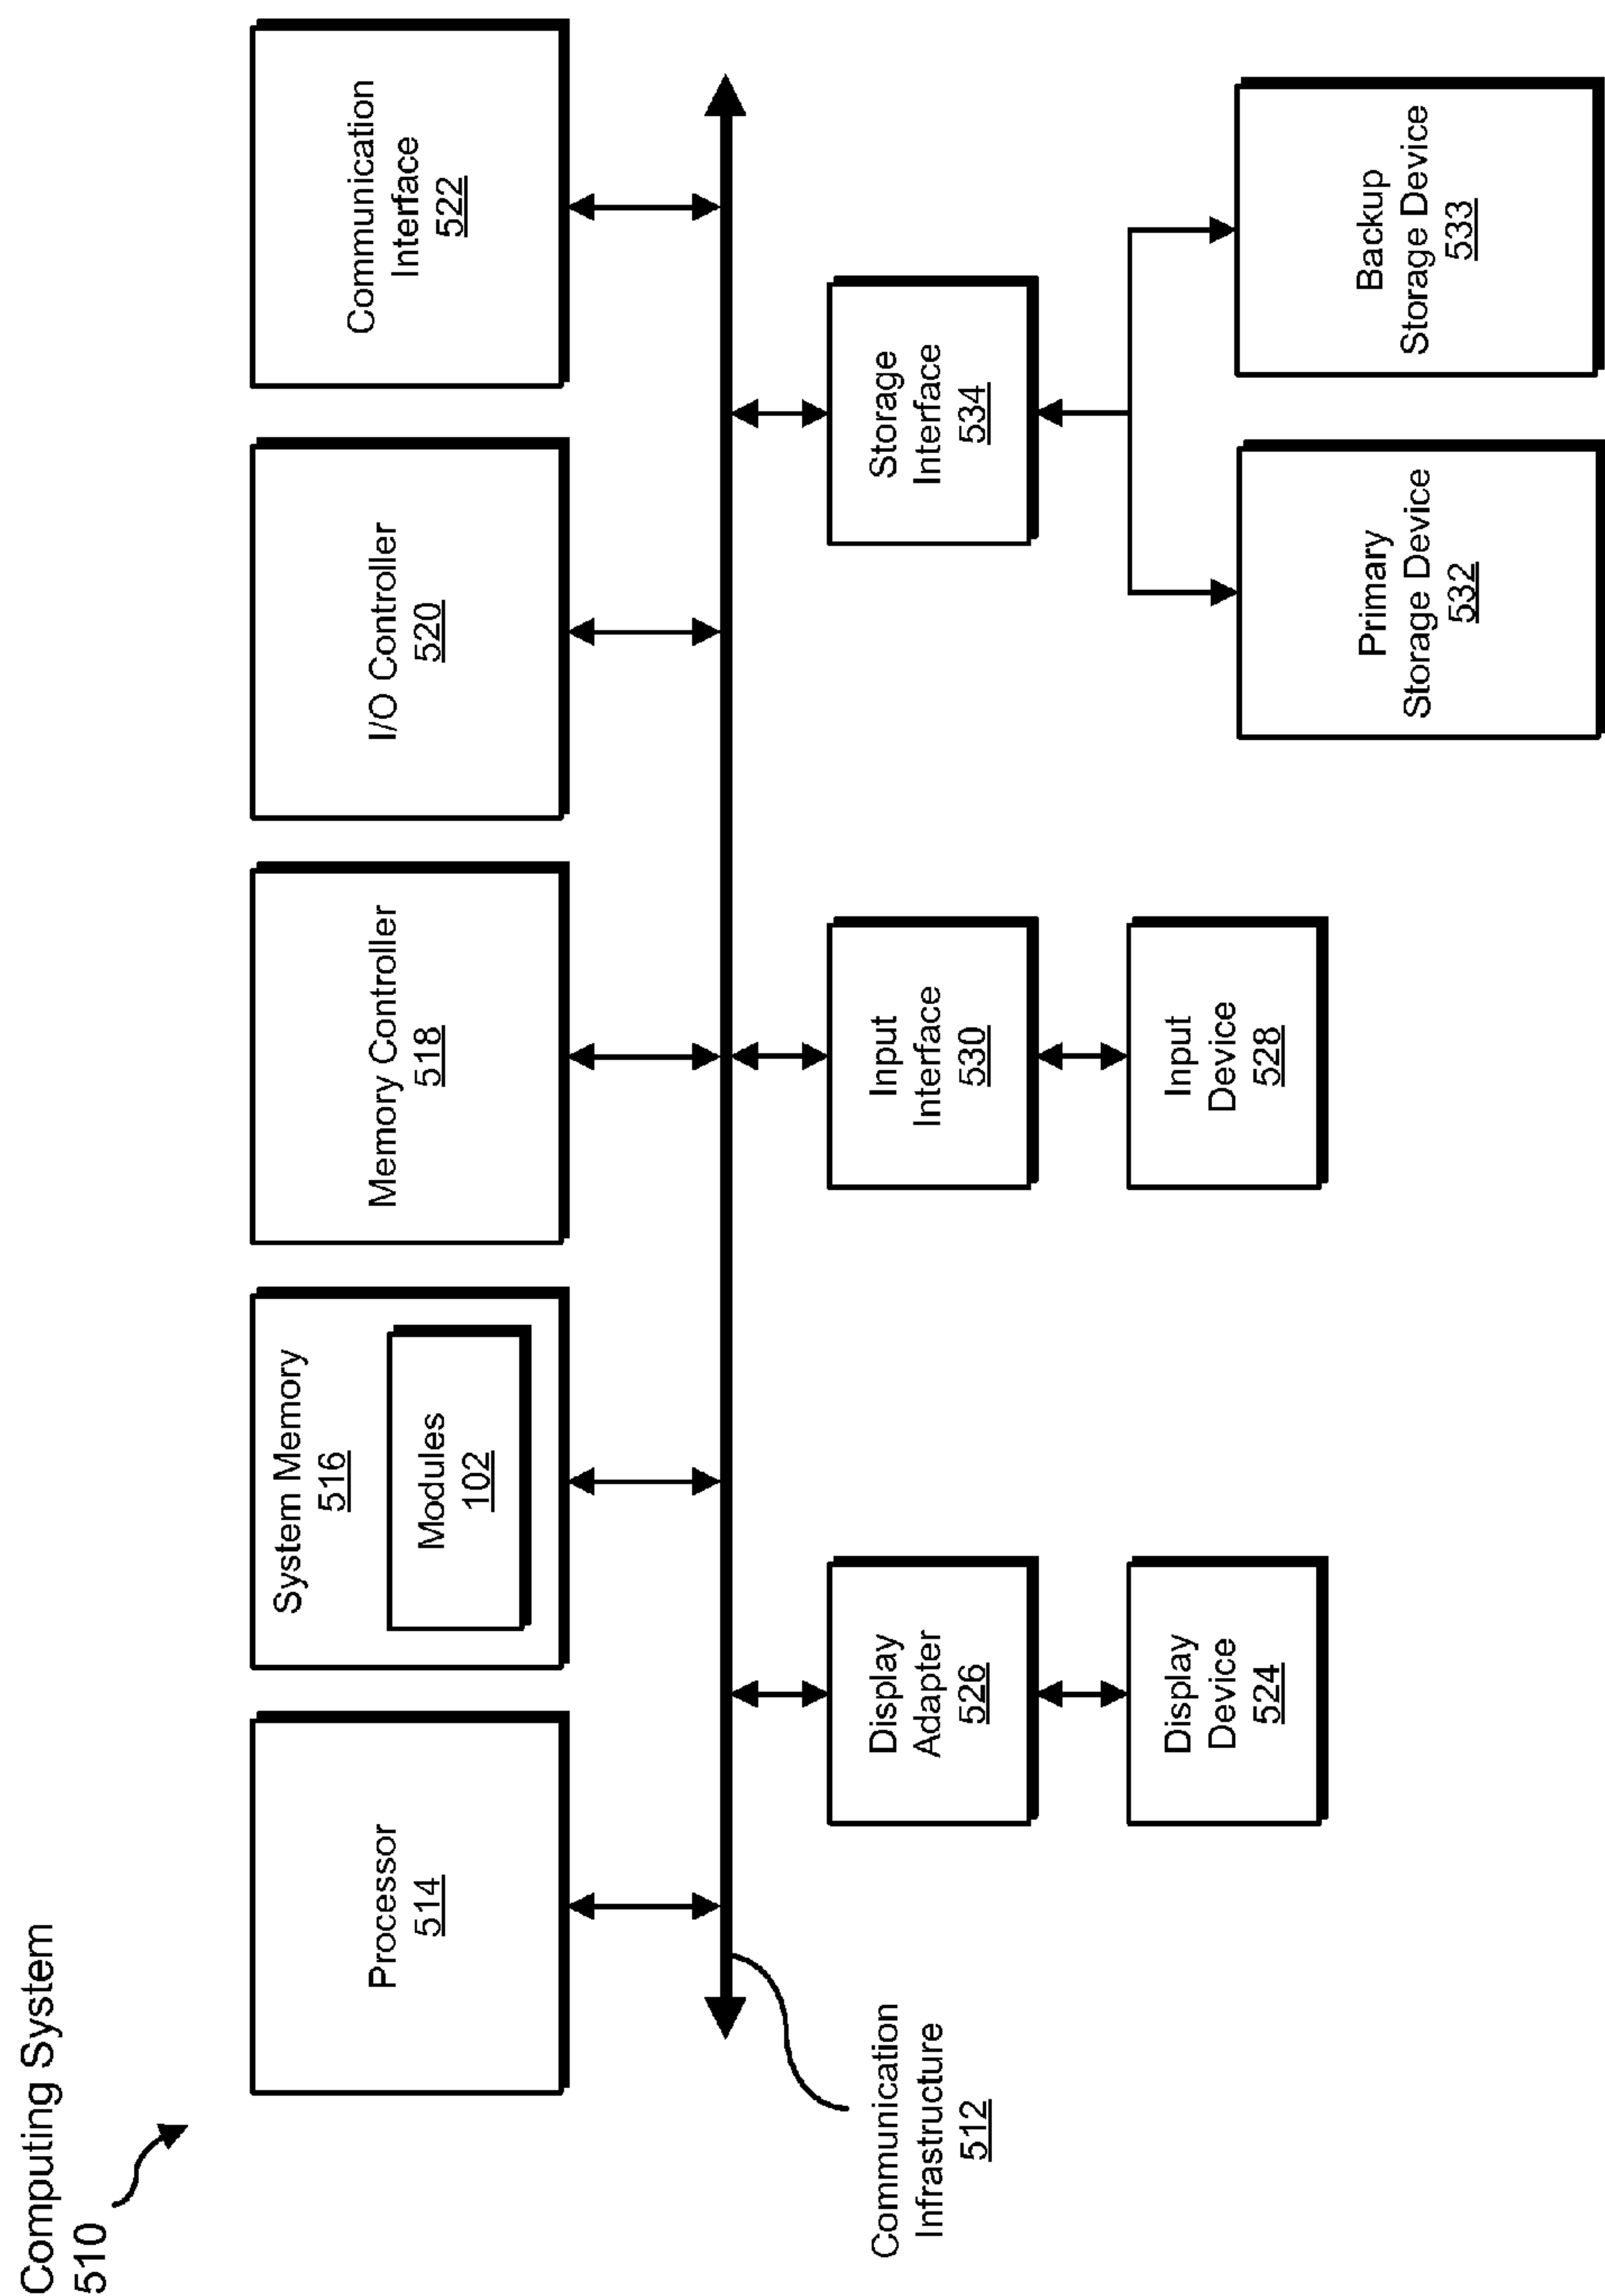 Computing System
510
Processor
514
System Memory
516
Modules
102
Memory Controller
518
I/O Controller
520
Communication
Interface
522
Communication
Infrastructure
512
Display
Adapter
526
Input
Interface
530
Storage
Interface
534
Display
Device
524
Input
Device
528
Primary
Storage Device
532
Backup
Storage Device
533